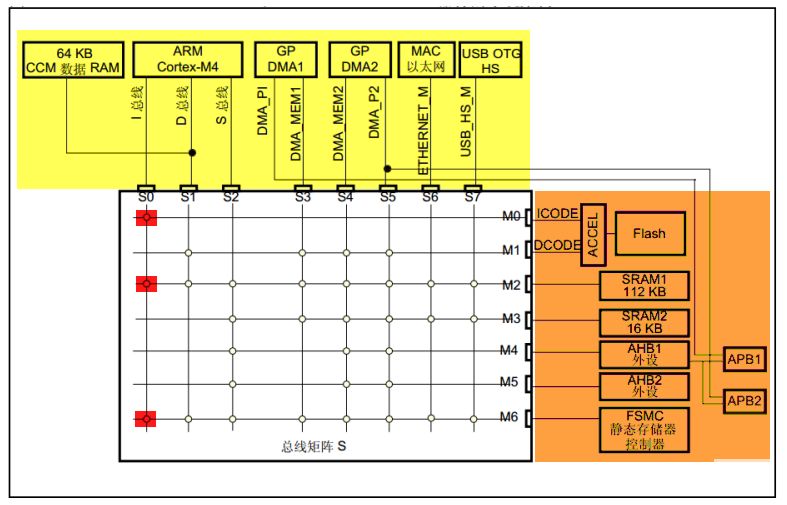 64 KB
CCM 数据 RAM
ARM
Cortex-M4
GP
DMA1
GP
DMA2
MAC
以太网
USB OTG
HS
I 总线
D 总线
S 总线
DMA_PI
DMA_MEM1
DMA_MEM2
DMA_P2
ETHERNET_M
USB_HS_M
S0
S1
S2
S3
S4
S5
S6
S7
M0
ICODE
M1
DCODE
ACCEL
Flash
M2
SRAM1
112 KB
M3
SRAM2
16 KB
M4
AHB1
外设
APB1
M5
AHB2
外设
APB2
M6
FSMC
静态存储器
控制器
总线矩阵 S